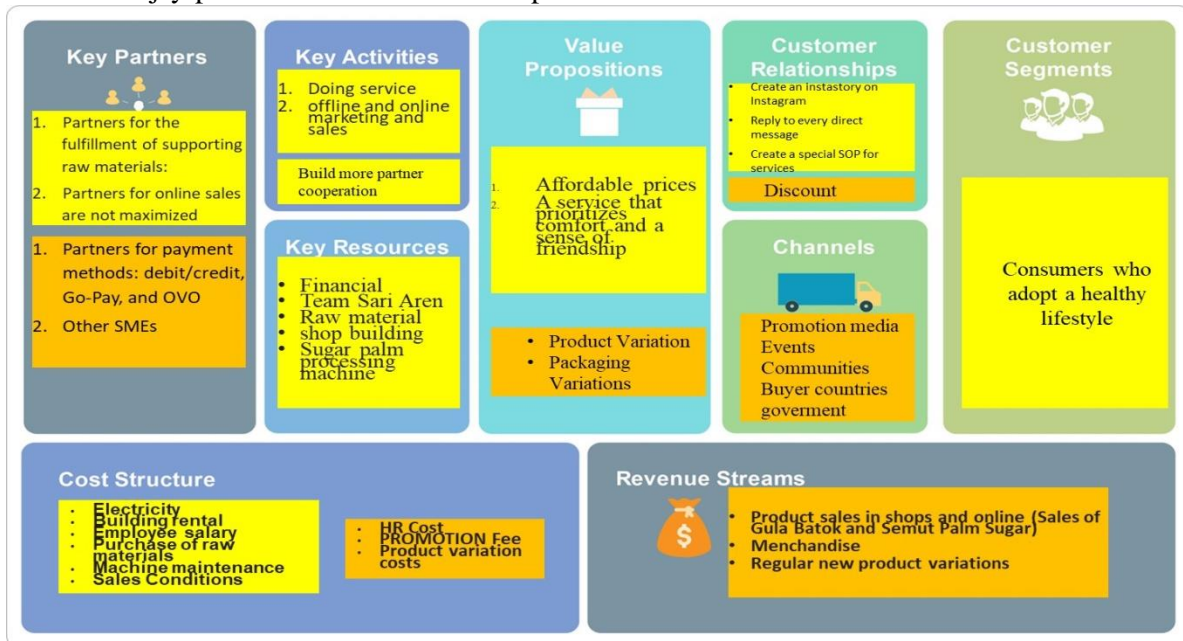 Key Partners
1. Partners for the
fulfillment of supporting
raw materials:
2. Partners for online sales
are not maximized
1. Partners for payment
methods: debit/credit,
Go-Pay, and OVO
2. Other SMEs
Key Activities
1. Doing service
2. offline and online
marketing and
sales
Build more partner
cooperation
Key Resources
• Financial
• Team Sari Aren
• Raw material
• shop building
• Sugar palm
processing
machine
Value
Propositions
1. Affordable prices
2. A service that
prioritizes
comfort and a
sense of
friendship
• Product Variation
• Packaging
Variations
Customer
Relationships
• Create an Instastory on
Instagram
• Reply to every direct
message
• Create a special SOP for
services
Discount
Channels
Promotion media
Events
Communities
Buyer countries
goverment
Customer
Segments
Consumers who
adopt a healthy
lifestyle
Cost Structure
• Electricity
• Building rental
• Employee salary
• Purchase of raw
materials
• Machine maintenance
• Sales Conditions
• HR Cost
• PROMOTION Fee
• Product variation
costs
Revenue Streams
$
• Product sales in shops and online (Sales of
Gula Batok and Semut Palm Sugar)
• Merchandise
• Regular new product variations